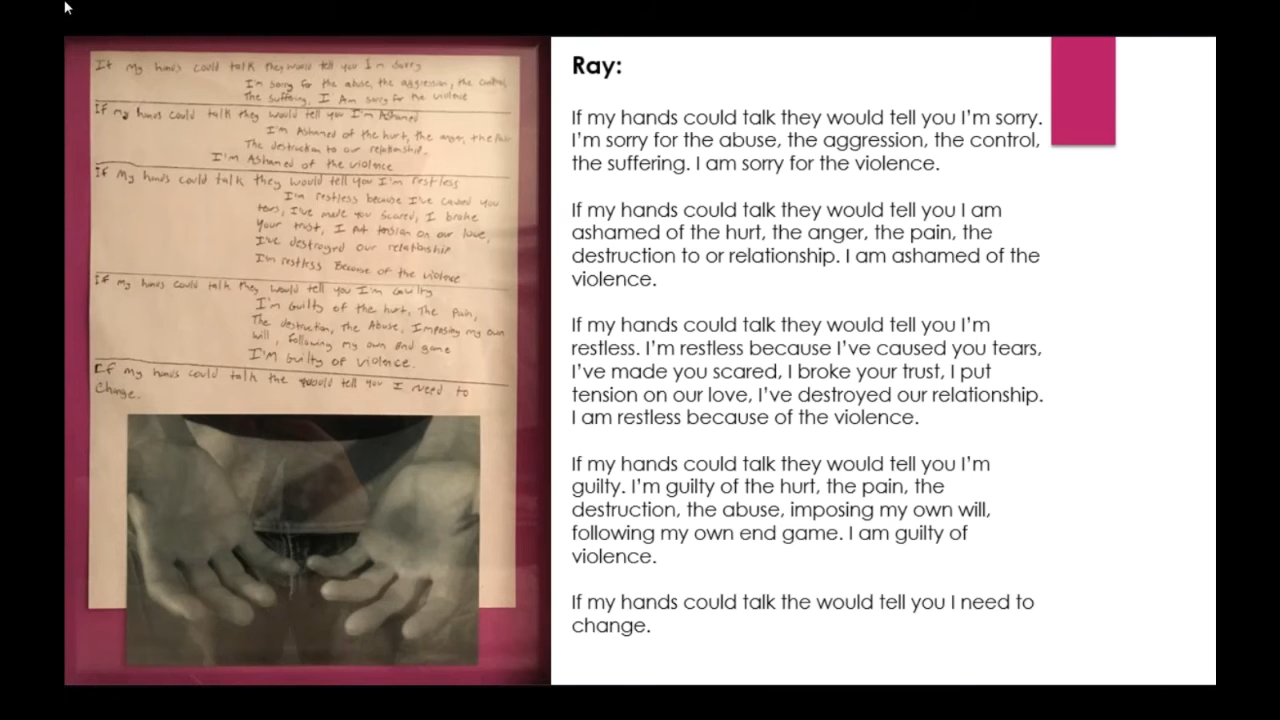 If my hands could talk they would tell you I'm sorry
I'm sorry for the abuse, the aggression, the control,
The suffering, I Am sorry for the violence
If my hands could talk they would tell you I'm Ashamed
I'm Ashamed of the hurt, the anger, the Pain
The destruction to our relationship.
I'm Ashamed of the violence
If My hands could talk they would tell you I'm restless
I'm restless because I've caused you
tears, I've made you scared, I broke
Your trust, I put tension on our love,
I've destroyed our relationship
I'm restless Because of the violence
If my hands could talk they would tell you I'm Guilty
I'm Guilty of the hurt, The Pain,
The destruction, The Abuse, Imposing my own
will, following my own end game
I'M Guilty of violence.
If my hands could talk the would tell you I need to
Change.
Ray:
If my hands could talk they would tell you I'm sorry.
I'm sorry for the abuse, the aggression, the control,
the suffering. I am sorry for the violence.
If my hands could talk they would tell you I am
ashamed of the hurt, the anger, the pain, the
destruction to or relationship. I am ashamed of the
violence.
If my hands could talk they would tell you I'm
restless. I'm restless because I've caused you tears,
I've made you scared, I broke your trust, I put
tension on our love, I've destroyed our relationship.
I am restless because of the violence.
If my hands could talk they would tell you I'm
guilty. I'm guilty of the hurt, the pain, the
destruction, the abuse, imposing my own will,
following my own end game. I am guilty of
violence.
If my hands could talk the would tell you I need to
change.